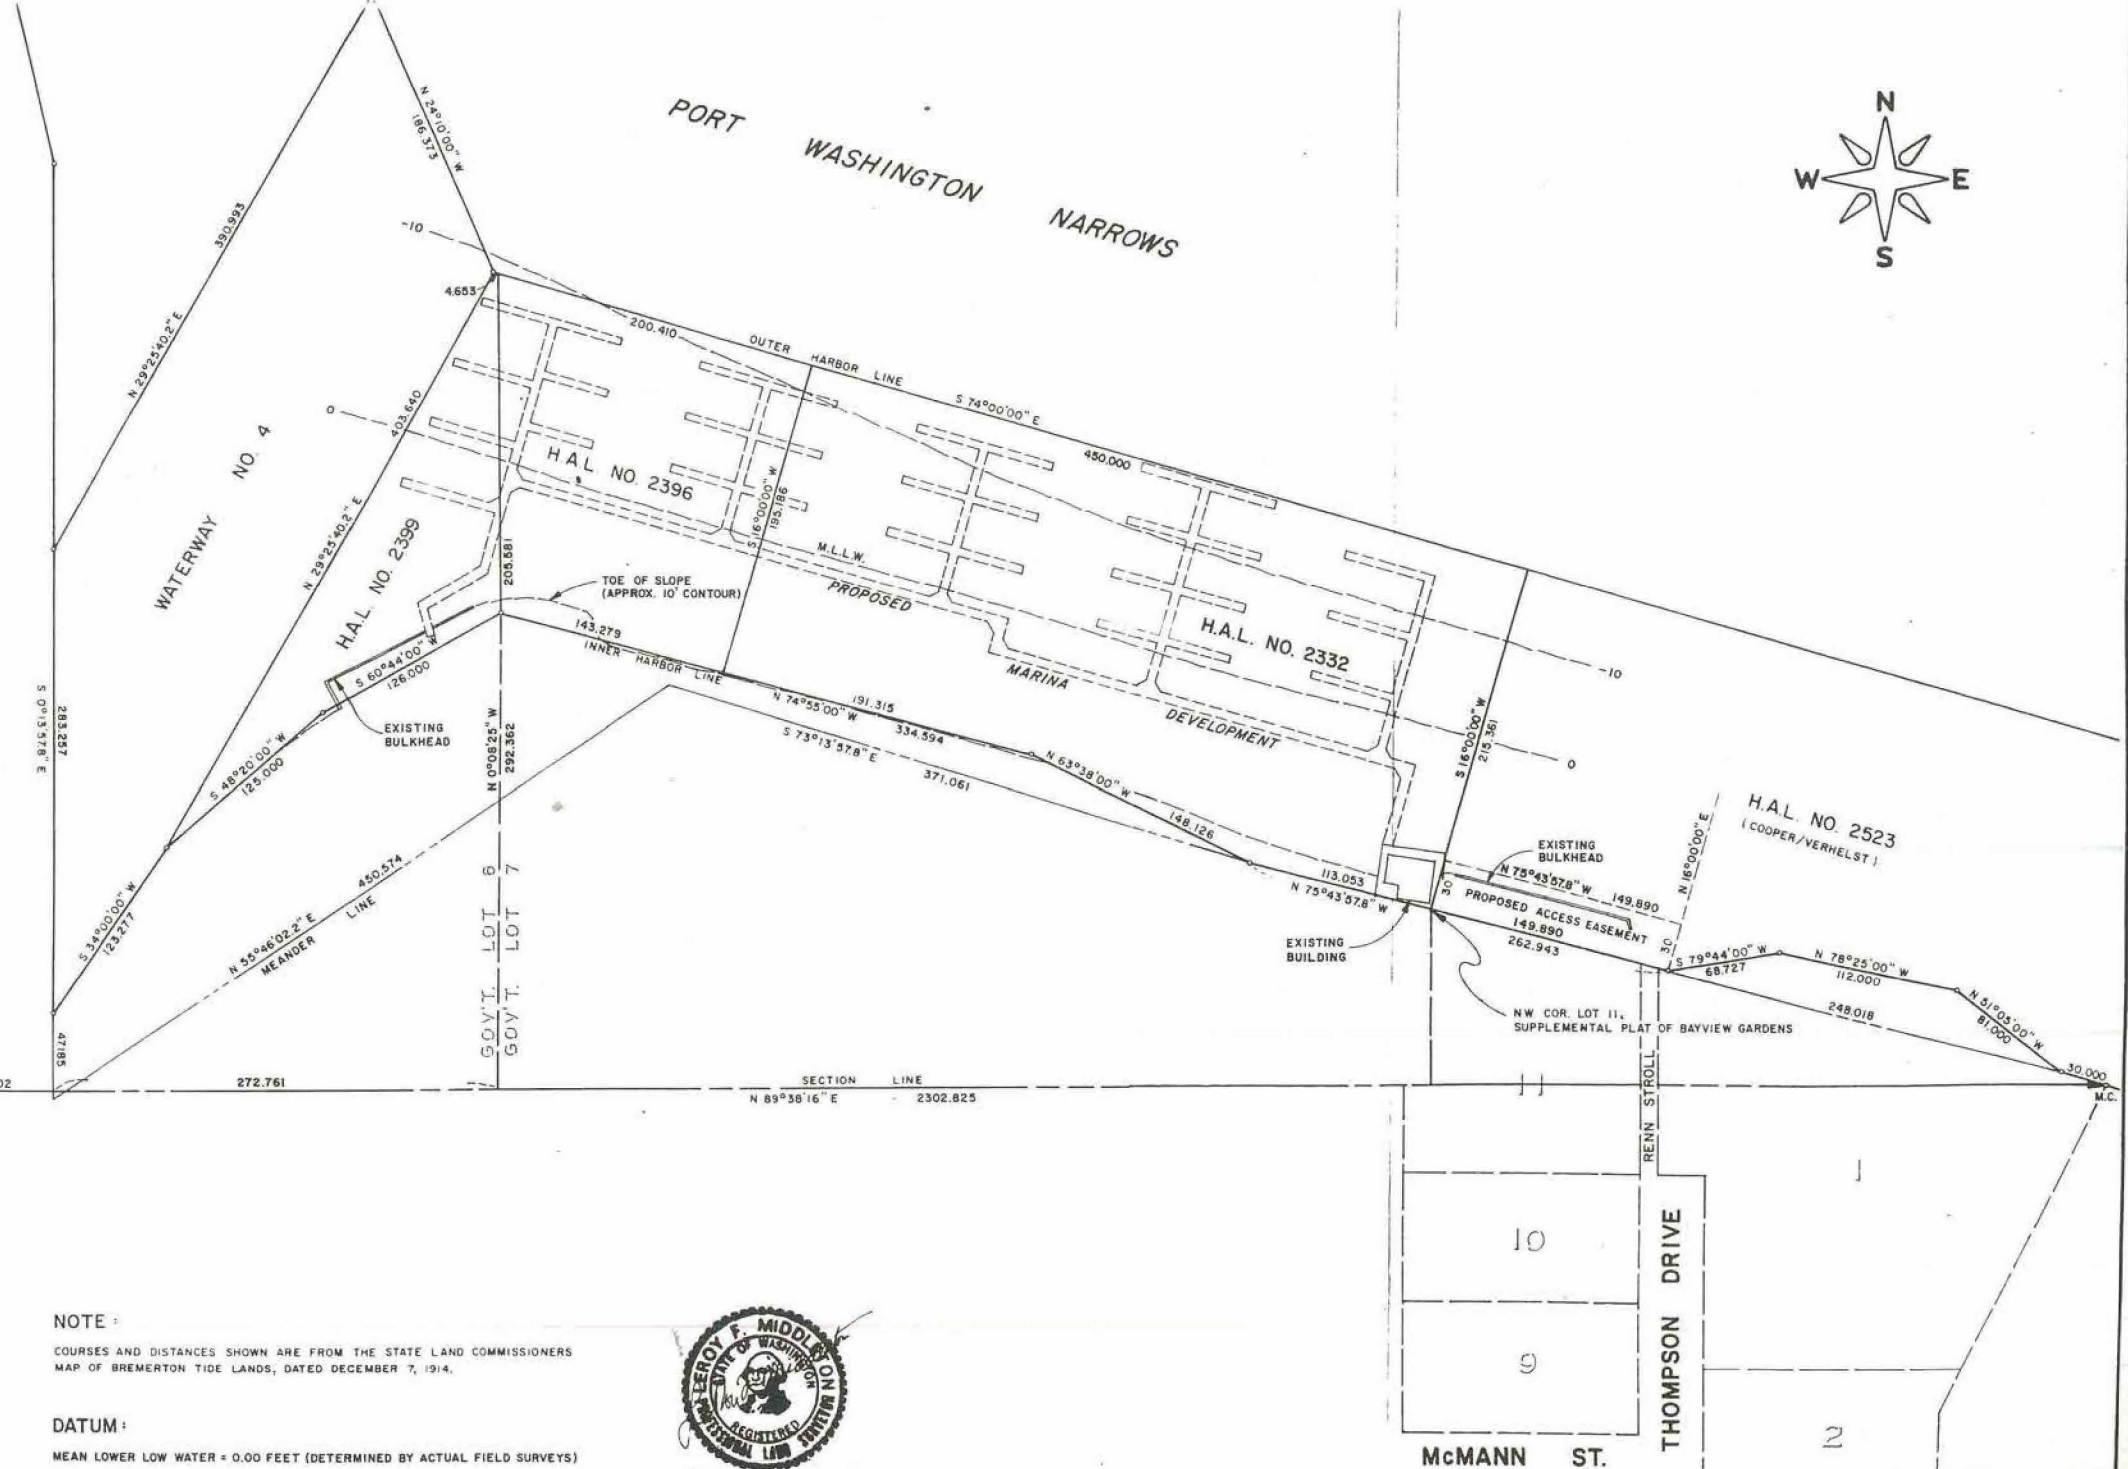 PORT WASHINGTON NARROWS
N
W E
S
N 24°10'00" W
186.373
390.993
N 29°25'40.2" E
WATERWAY NO. 4
-10
4.653
403.640
N 29°25'40.2" E
0
200.410
OUTER HARBOR LINE
S 74°00'00" E
450.000
H A L NO. 2396
S 16°00'00" W
195.186
H.A.L. NO. 2399
205.581
M.L.L.W.
TOE OF SLOPE
(APPROX. 10' CONTOUR)
PROPOSED MARINA DEVELOPMENT
H.A.L. NO. 2332
-10
0
143.279
INNER HARBOR LINE
S 60°44'00" W
126.000
EXISTING
BULKHEAD
S 48°20'00" W
125.000
S 0°13'57.8" E
283.257
N 0°08'25" W
292.362
191.315
N 74°55'00" W
334.594
S 73°13'57.8" E
371.061
N 63°38'00" W
148.126
S 16°00'00" W
215.361
113.053
N 75°43'57.8" W
H.A.L. NO. 2523
(COOPER/VERHELST)
N 16°00'00" E
EXISTING
BULKHEAD
N 75°43'57.8" W
149.890
30
PROPOSED ACCESS EASEMENT
30
149.890
262.943
EXISTING
BUILDING
S 79°44'00" W
68.727
N 78°25'00" W
112.000
N 51°05'00" W
81.000
248.018
30.000
M.C.
NW COR. LOT 11,
SUPPLEMENTAL PLAT OF BAYVIEW GARDENS
S 34°00'00" W
123.277
450.574
N 55°46'02.2" E
MEANDER LINE
GOV'T. LOT 6
GOV'T. LOT 7
47.185
02
272.761
SECTION LINE
N 89°38'16" E 2302.825
11
RENN STROLL
1
10
9
2
THOMPSON DRIVE
McMANN ST.
NOTE:
COURSES AND DISTANCES SHOWN ARE FROM THE STATE LAND COMMISSIONERS
MAP OF BREMERTON TIDE LANDS, DATED DECEMBER 7, 1914.
DATUM:
MEAN LOWER LOW WATER = 0.00 FEET (DETERMINED BY ACTUAL FIELD SURVEYS)
LEROY F. MIDDLETON
STATE OF WASHINGTON
REGISTERED
PROFESSIONAL LAND SURVEYOR